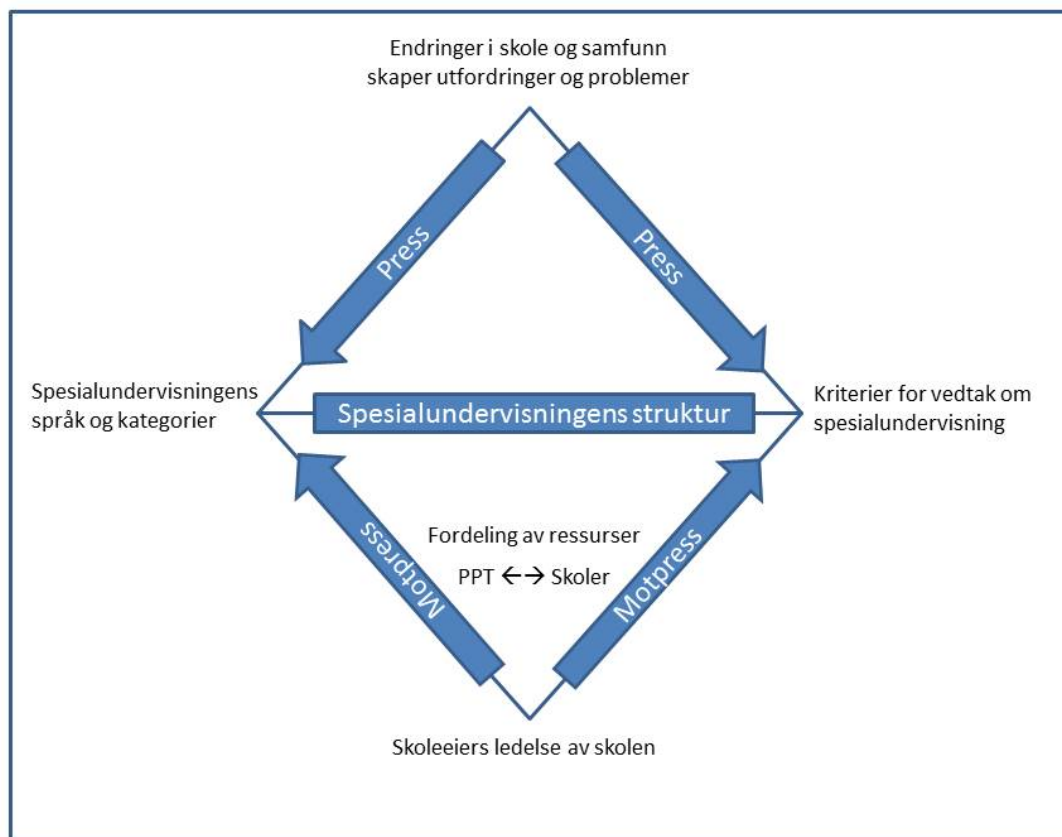 Endringer i skole og samfunn
skaper utfordringer og problemer
Press
Press
Spesialundervisningens
språk og kategorier
Spesialundervisningens struktur
Kriterier for vedtak om
spesialundervisning
Motpress
Fordeling av ressurser
PPT ←→ Skoler
Motpress
Skoleeiers ledelse av skolen